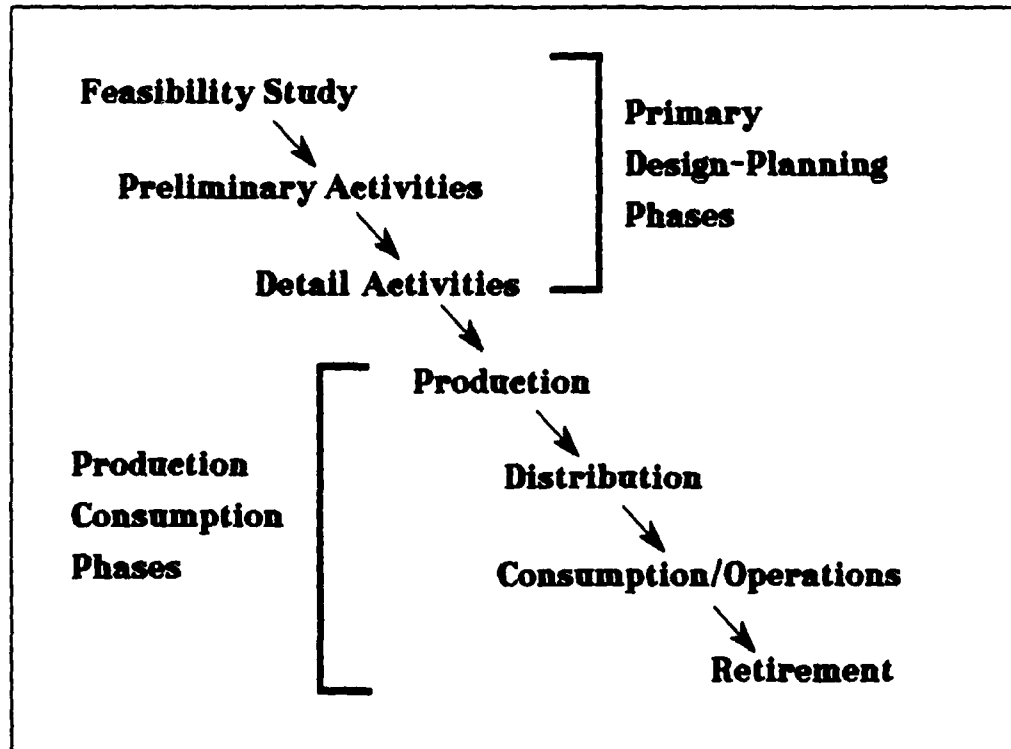 Feasibility Study
Preliminary Activities
Detail Activities
Primary
Design-Planning
Phases
Production
Distribution
Consumption/Operations
Retirement
Production
Consumption
Phases